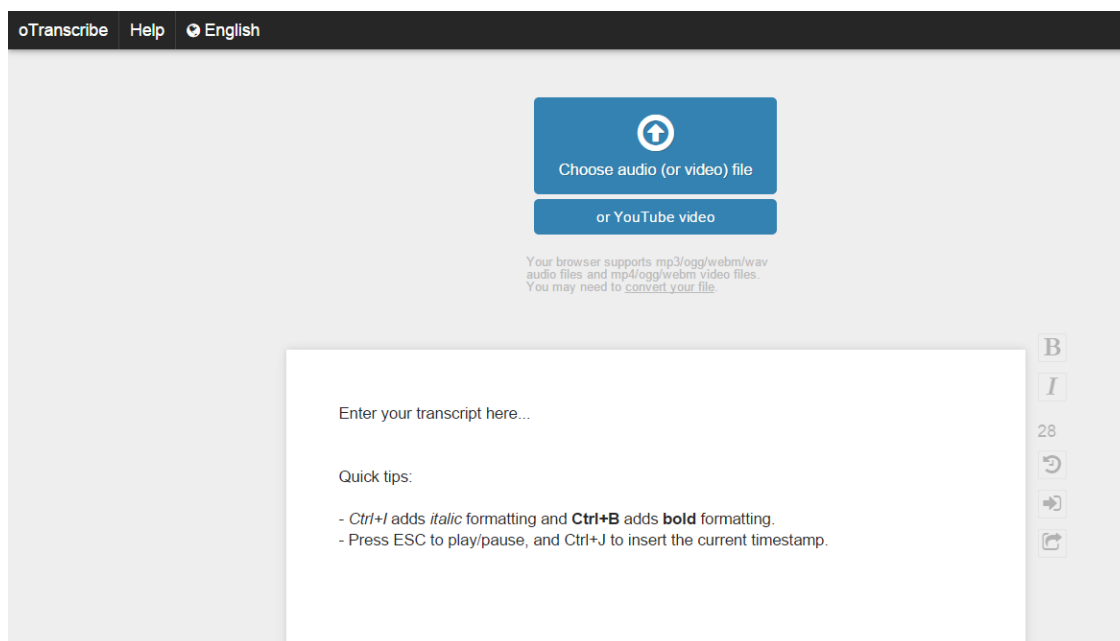 oTranscribe Help English
Choose audio (or video) file
or YouTube video
Your browser supports mp3/ogg/webm/wav
audio files and mp4/ogg/webm video files.
You may need to convert your file.
B
I
Enter your transcript here...
28
Quick tips:
- Ctrl+I adds italic formatting and Ctrl+B adds bold formatting.
- Press ESC to play/pause, and Ctrl+J to insert the current timestamp.